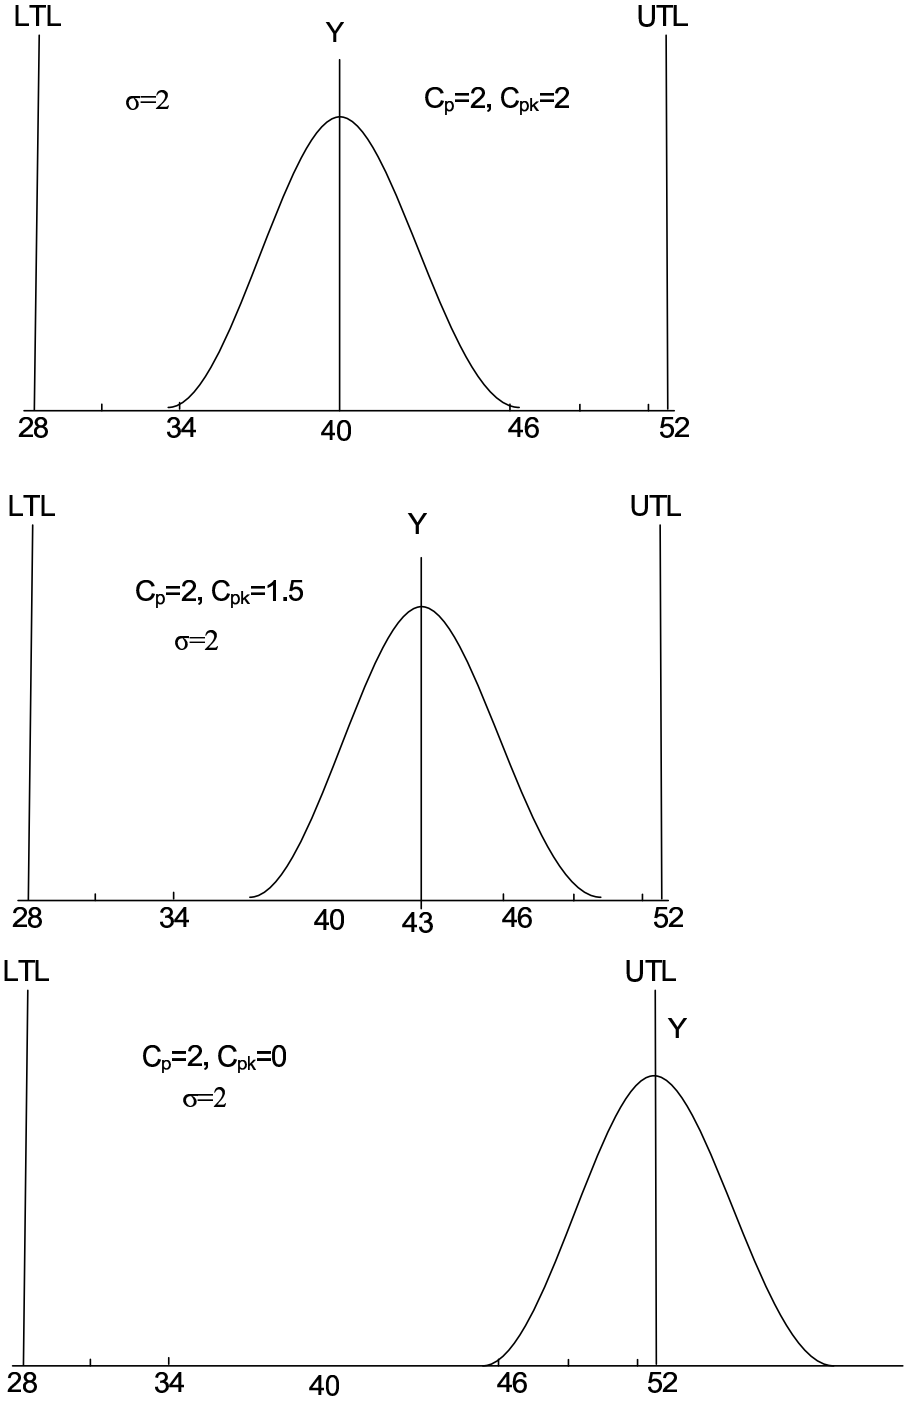 LTL UTL
Y
σ=2 Cp=2, Cpk=2
28 34 40 46 52
LTL UTL
Y
Cp=2, Cpk=1.5
σ=2
28 34 40 43 46 52
LTL UTL
Y
Cp=2, Cpk=0
σ=2
28 34 40 46 52